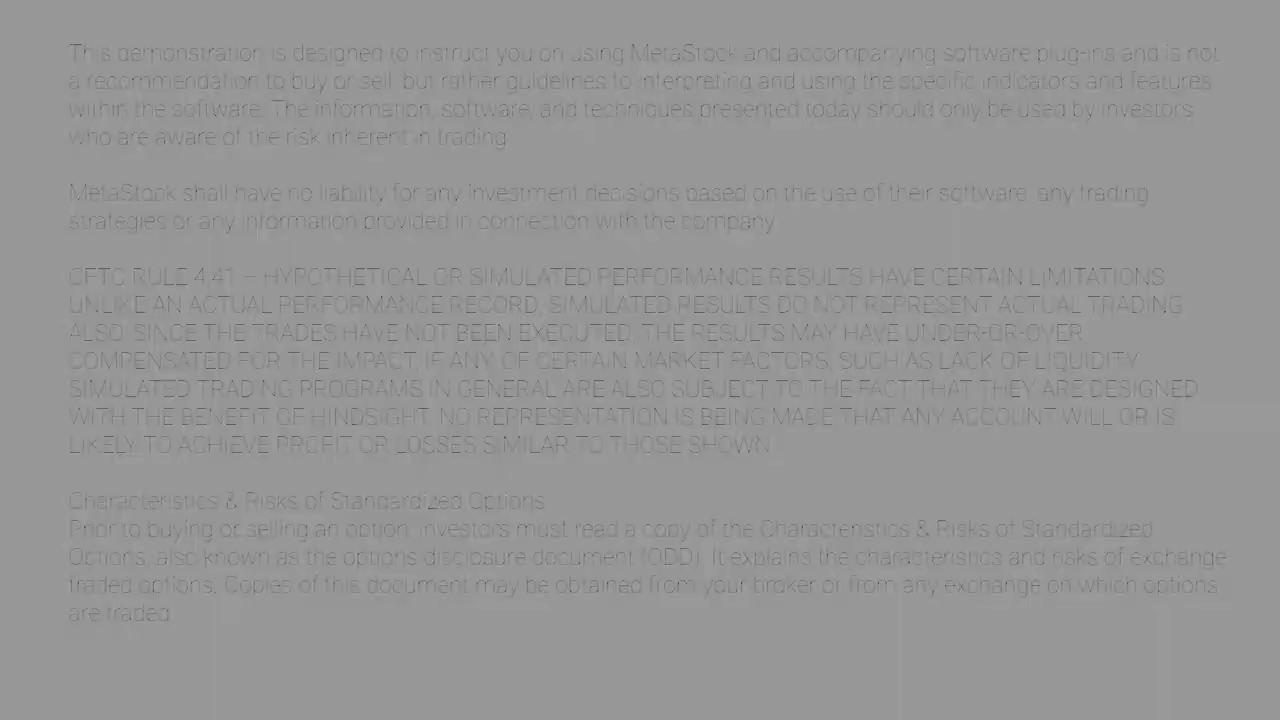 This demonstration is designed to instruct you on using MetaStock and accompanying software plug-ins and is not
a recommendation to buy or sell, but rather guidelines to interpreting and using the specific indicators and features
within the software. The information, software, and techniques presented today should only be used by investors
who are aware of the risk inherent in trading.
MetaStock shall have no liability for any investment decisions based on the use of their software, any trading
strategies or any information provided in connection with the company.
CFTC RULE 4.41 – HYPOTHETICAL OR SIMULATED PERFORMANCE RESULTS HAVE CERTAIN LIMITATIONS.
UNLIKE AN ACTUAL PERFORMANCE RECORD, SIMULATED RESULTS DO NOT REPRESENT ACTUAL TRADING.
ALSO, SINCE THE TRADES HAVE NOT BEEN EXECUTED, THE RESULTS MAY HAVE UNDER-OR-OVER
COMPENSATED FOR THE IMPACT, IF ANY, OF CERTAIN MARKET FACTORS, SUCH AS LACK OF LIQUIDITY.
SIMULATED TRADING PROGRAMS IN GENERAL ARE ALSO SUBJECT TO THE FACT THAT THEY ARE DESIGNED
WITH THE BENEFIT OF HINDSIGHT. NO REPRESENTATION IS BEING MADE THAT ANY ACCOUNT WILL OR IS
LIKELY TO ACHIEVE PROFIT OR LOSSES SIMILAR TO THOSE SHOWN.
Characteristics & Risks of Standardized Options.
Prior to buying or selling an option, investors must read a copy of the Characteristics & Risks of Standardized
Options, also known as the options disclosure document (ODD). It explains the characteristics and risks of exchange
traded options. Copies of this document may be obtained from your broker or from any exchange on which options
are traded.